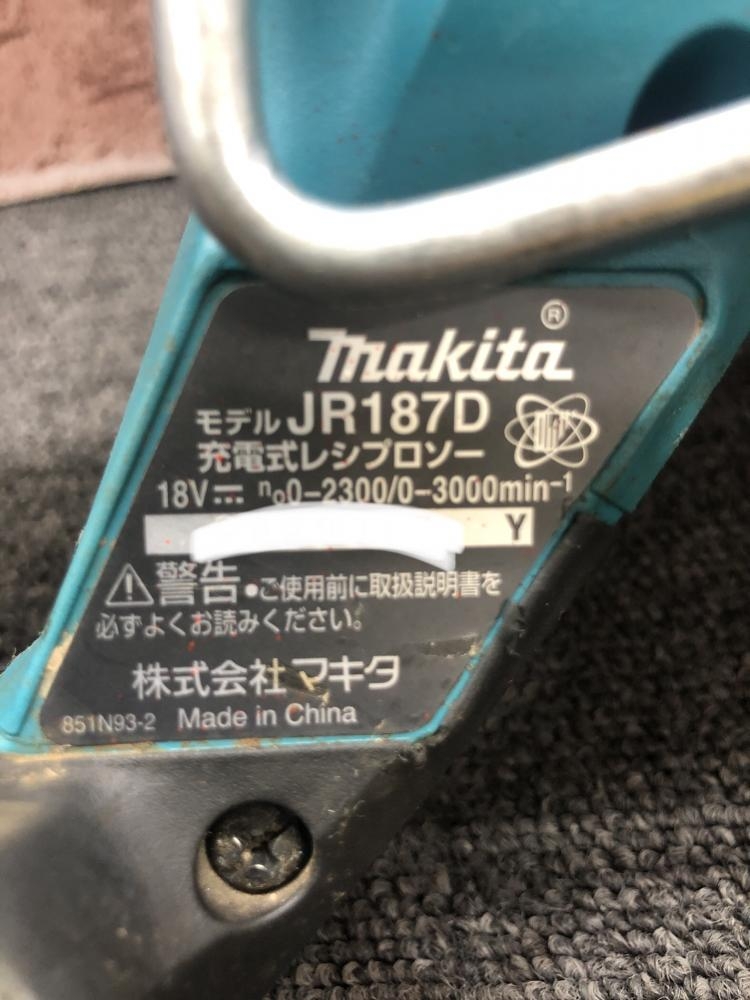 makita®
モデル JR187D
充電式レシプロソー
18V⎓ n₀0-2300/0-3000min-1
Y
⚠警告 ●ご使用前に取扱説明書を
必ずよくお読みください。
株式会社マキタ
851N93-2 Made in China